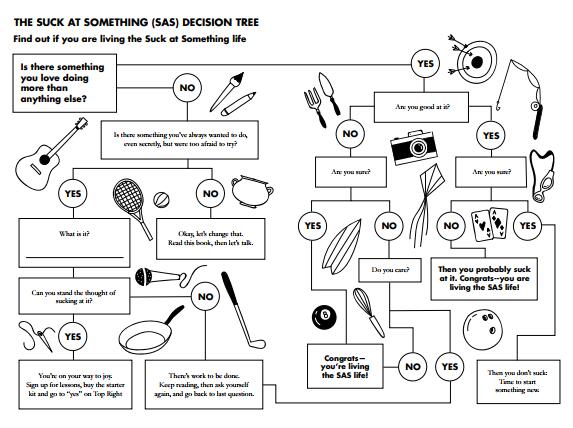 THE SUCK AT SOMETHING (SAS) DECISION TREE
Find out if you are living the Suck at Something life
Is there something
you love doing
more than
anything else?
YES
NO
Are you good at it?
Is there something you've always wanted to do,
even secretly, but were too afraid to try?
NO
YES
Are you sure?
Are you sure?
YES
NO
YES
NO
NO
YES
What is it?
Okay, let's change that.
Read this book, then let's talk.
Do you care?
Then you probably suck
at it. Congrats—you are
living the SAS life!
Can you stand the thought of
sucking at it?
NO
8
YES
Congrats—
you're living
the SAS life!
NO
YES
You're on your way to joy.
Sign up for lessons, buy the starter
kit and go to "yes" on Top Right
There's work to be done.
Keep reading, then ask yourself
again, and go back to last question.
Then you don't suck:
Time to start
something new.